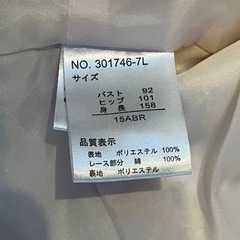 NO. 301746-7L
サイズ
バスト 92
ヒップ 101
身長 158
15ABR
品質表示
表地 ポリエステル 100%
レース部分 綿 100%
裏地 ポリエステル 100%